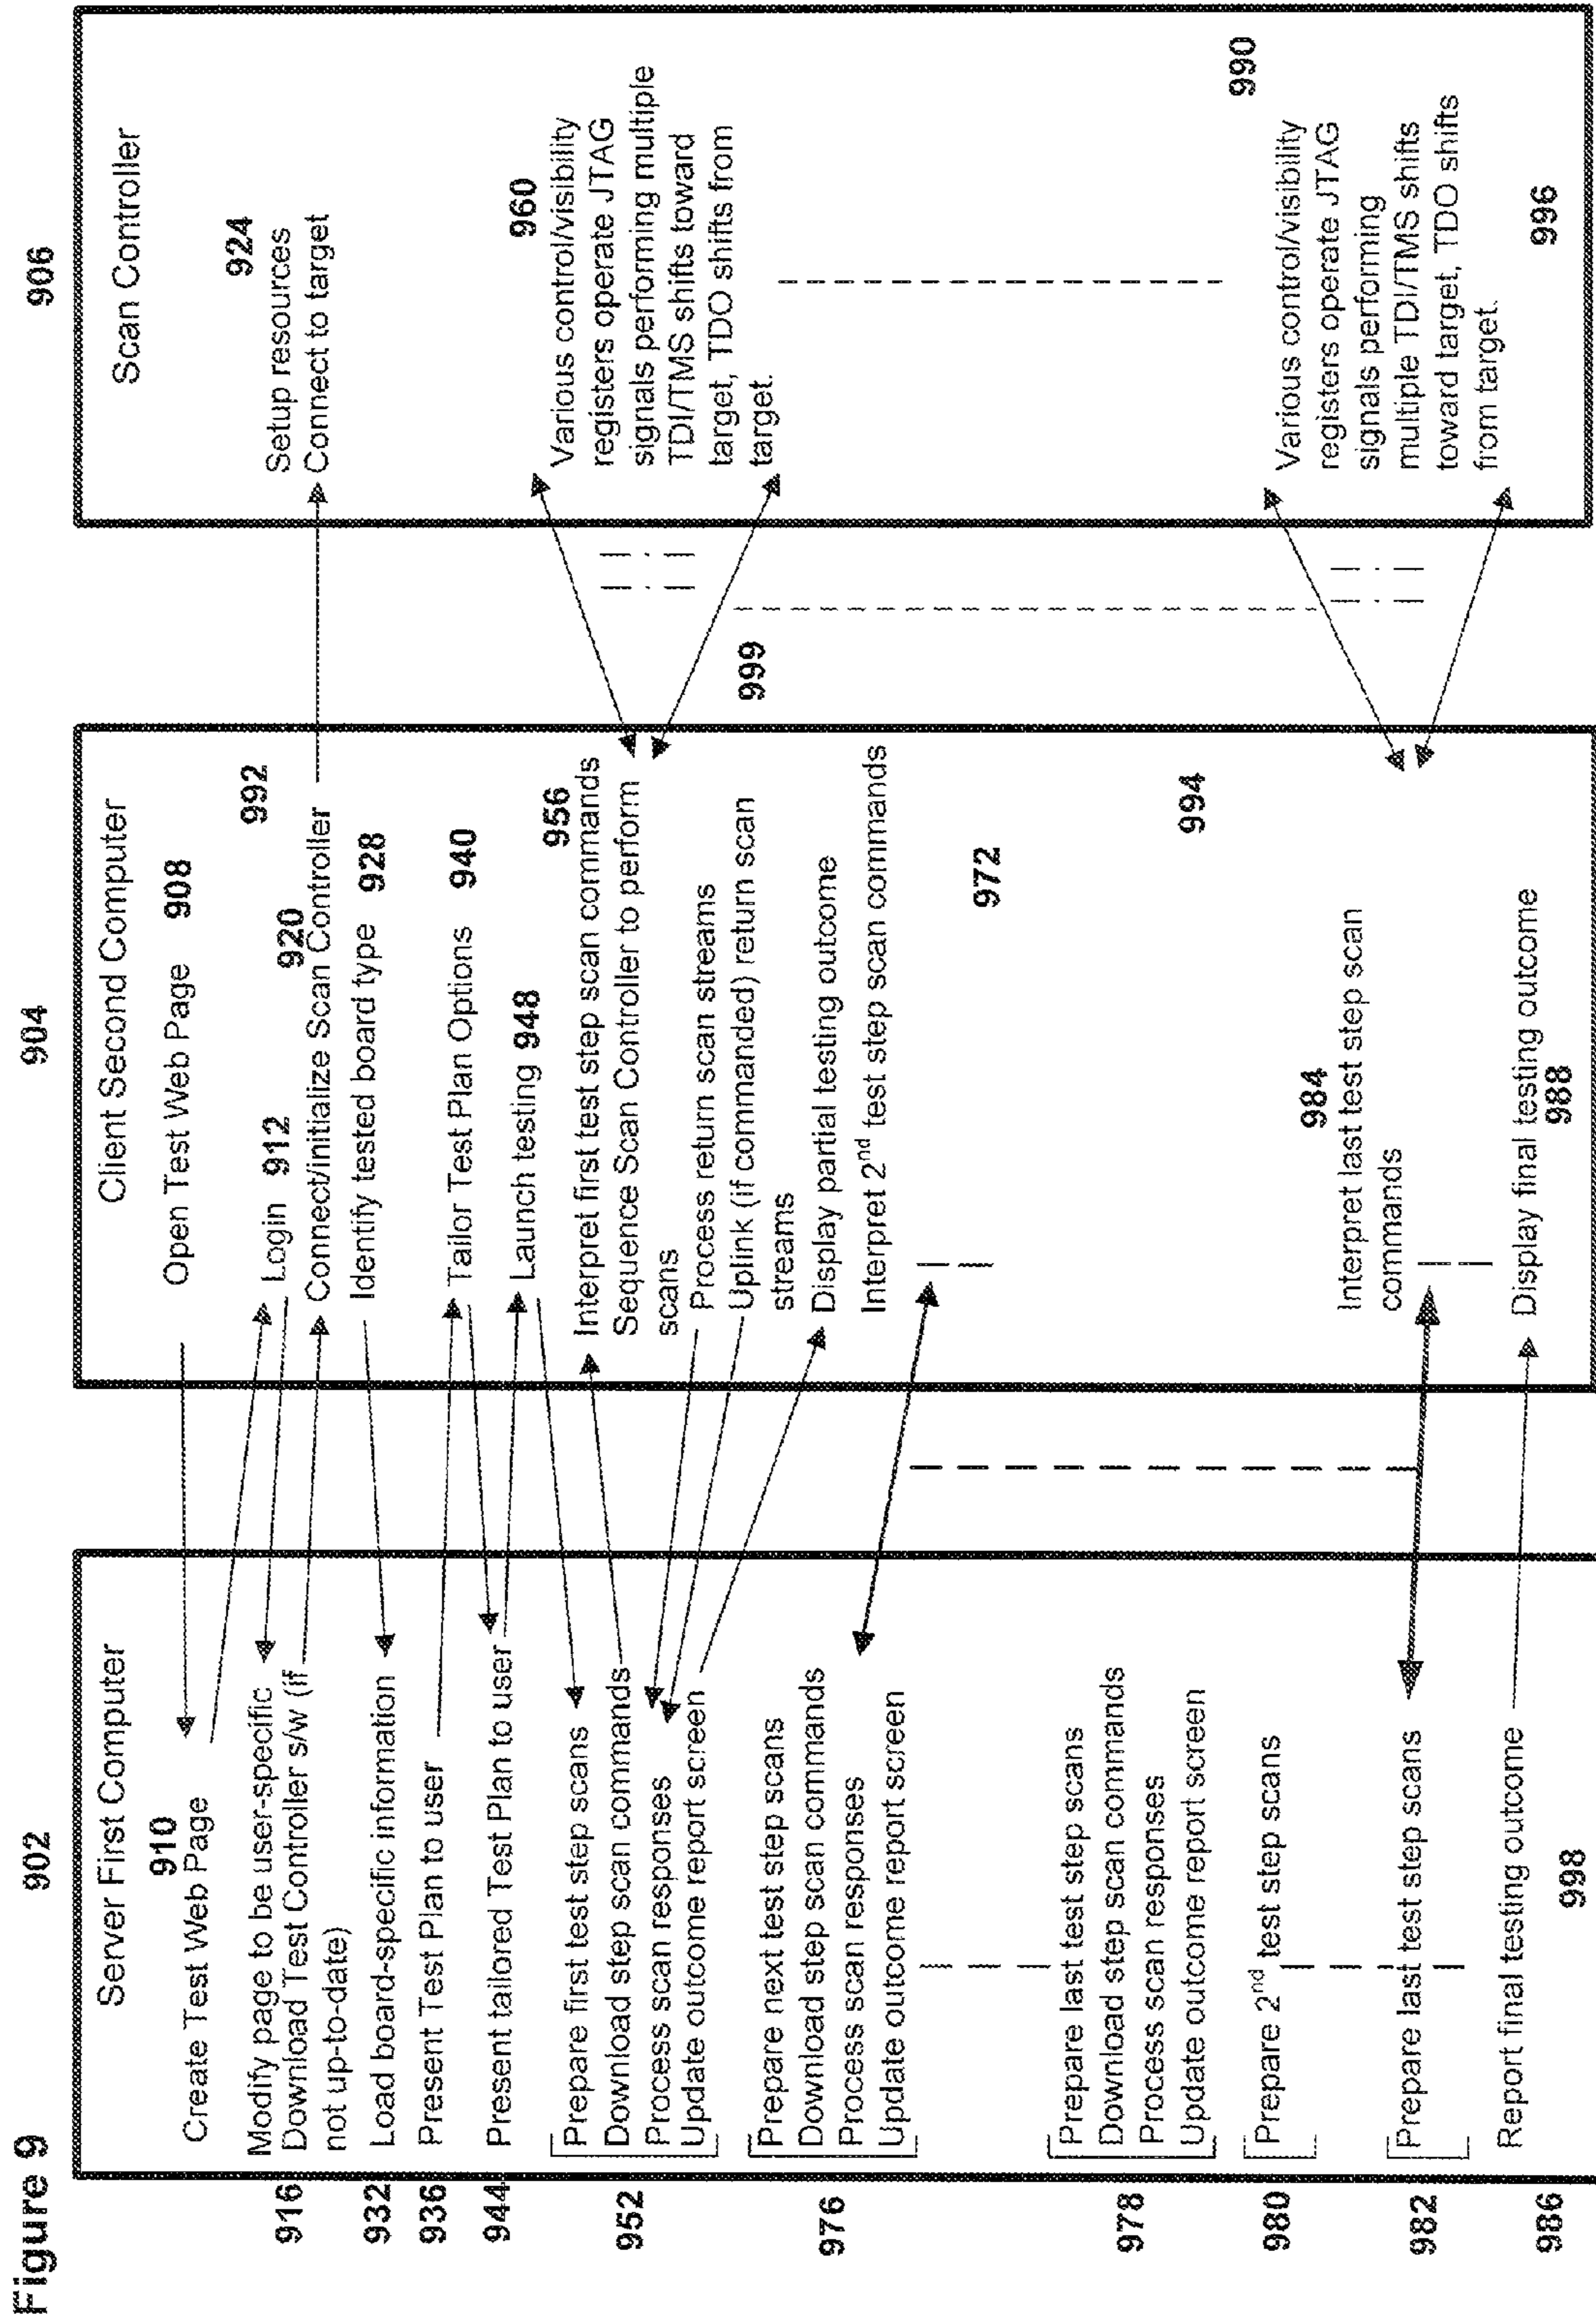 Figure 9
902
904
906
Server First Computer
910
Create Test Web Page
916
Modify page to be user-specific
Download Test Controller s/w (if
not up-to-date)
932
Load board-specific information
936
Present Test Plan to user
944
Present tailored Test Plan to user
952
Prepare first test step scans
Download step scan commands
Process scan responses
Update outcome report screen
976
Prepare next test step scans
Download step scan commands
Process scan responses
Update outcome report screen
978
Prepare last test step scans
Download step scan commands
Process scan responses
Update outcome report screen
980
Prepare 2nd test step scans
982
Prepare last test step scans
986
Report final testing outcome
998
Client Second Computer
Open Test Web Page 908
992
Login 912
920
Connect/initialize Scan Controller
Identify tested board type 928
Tailor Test Plan Options 940
Launch testing 948
956
Interpret first test step scan commands
Sequence Scan Controller to perform
scans
Process return scan streams
Uplink (if commanded) return scan
streams
Display partial testing outcome
Interpret 2nd test step scan commands
972
994
984
Interpret last test step scan
commands
Display final testing outcome
988
999
Scan Controller
924
Setup resources
Connect to target
960
Various control/visibility
registers operate JTAG
signals performing multiple
TDI/TMS shifts toward
target, TDO shifts from
target.
990
Various control/visibility
registers operate JTAG
signals performing
multiple TDI/TMS shifts
toward target, TDO shifts
from target.
996